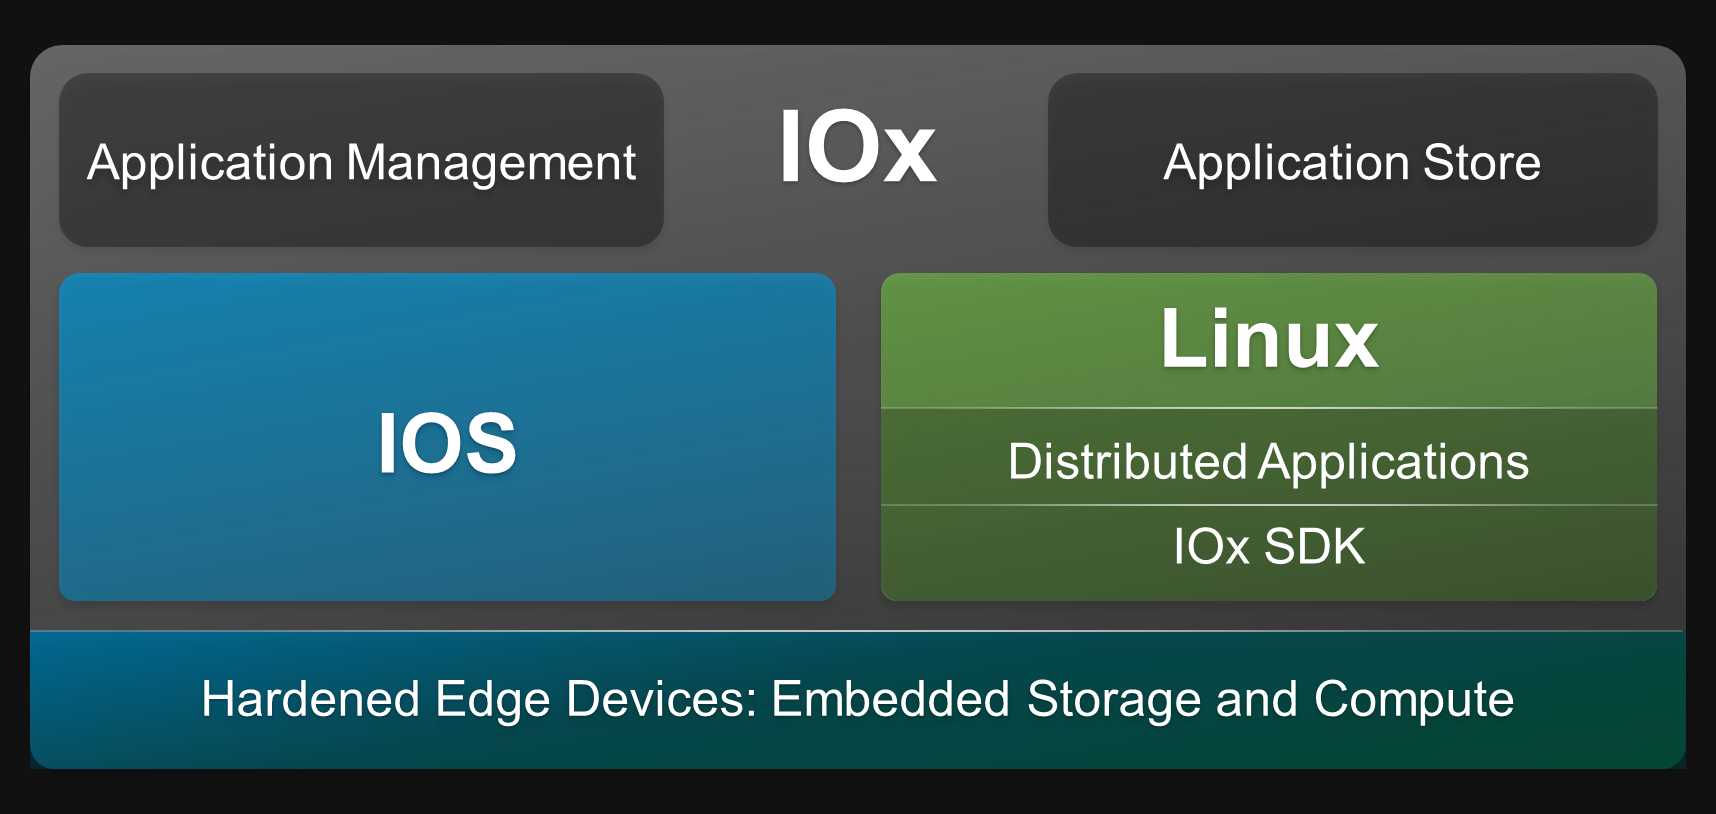 Application Management
IOx
Application Store
IOS
Linux
Distributed Applications
IOx SDK
Hardened Edge Devices: Embedded Storage and Compute